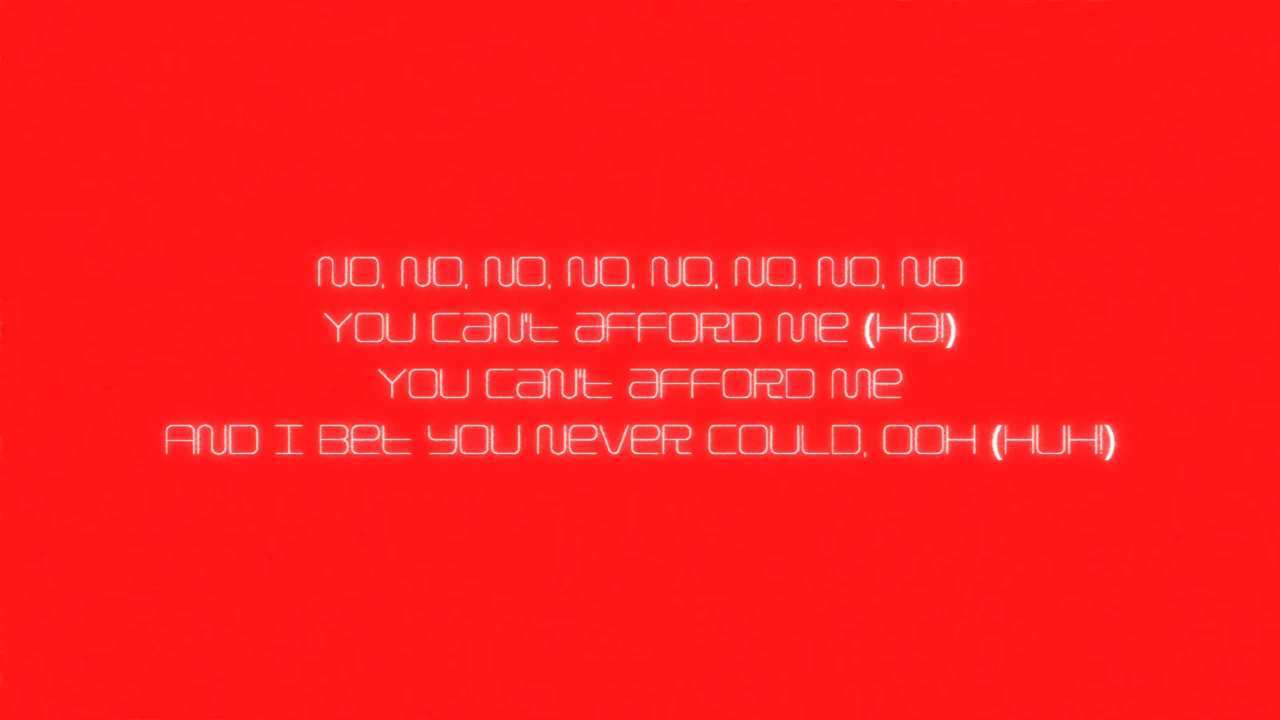 NO, NO, NO, NO, NO, NO, NO, NO
YOU CAN'T AFFORD ME (HA!)
YOU CAN'T AFFORD ME
AND I BET YOU NEVER COULD, OOH (HUH!)